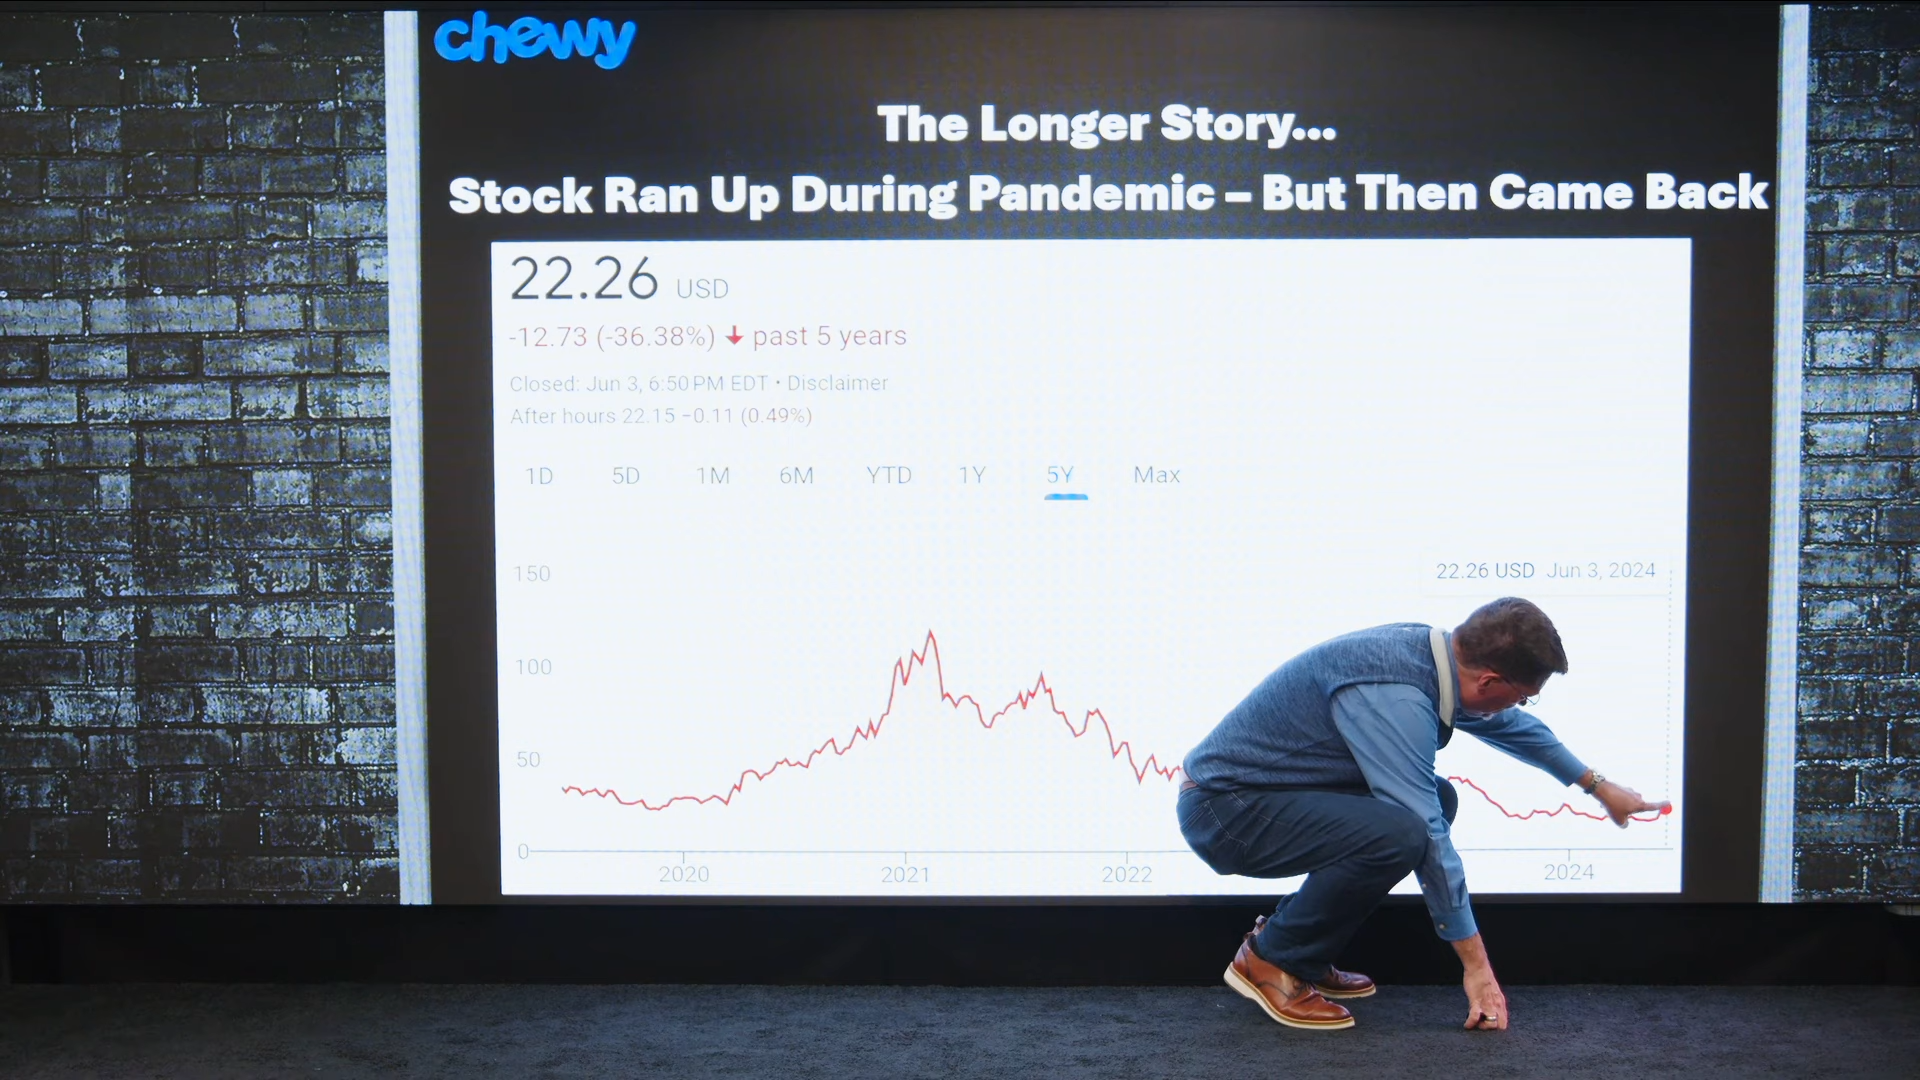 chewy
The Longer Story...
Stock Ran Up During Pandemic – But Then Came Back
22.26 USD
-12.73 (-36.38%) ↓ past 5 years
Closed: Jun 3, 6:50 PM EDT • Disclaimer
After hours 22.15 −0.11 (0.49%)
1D 5D 1M 6M YTD 1Y 5Y Max
22.26 USD Jun 3, 2024
150
100
50
0
2020 2021 2022 2024